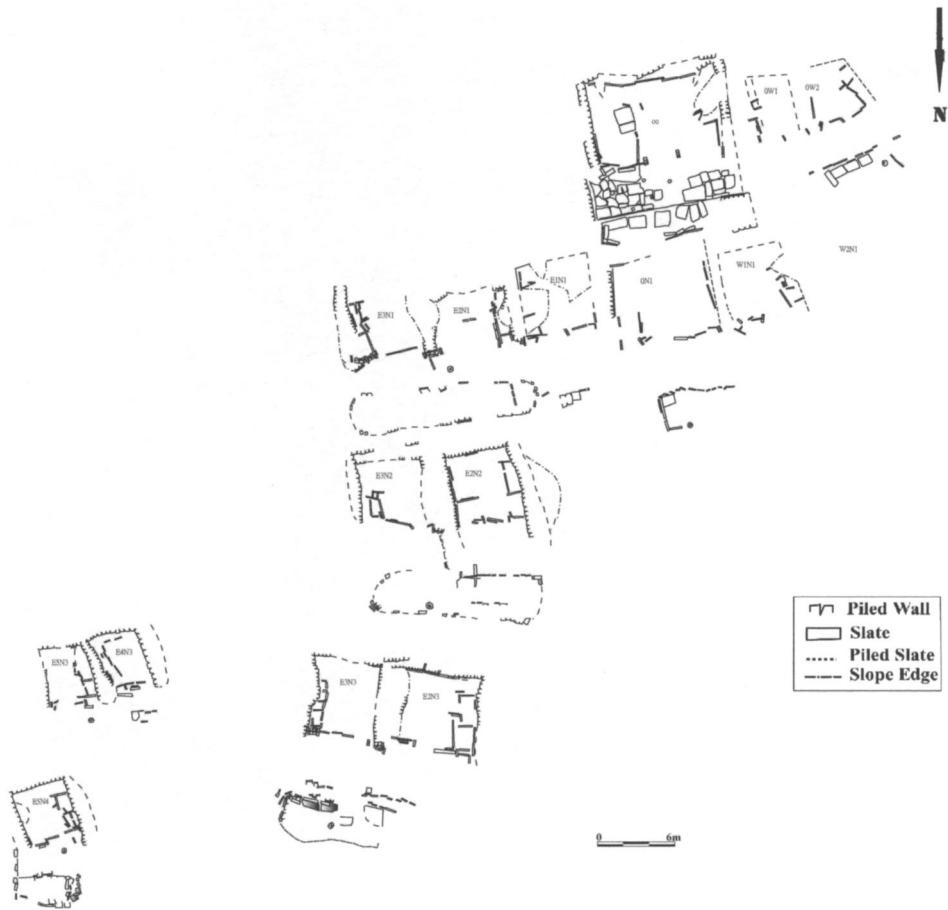 N
0W1
0W2
00
W2N1
W1N1
E1N1
0N1
E3N1
E2N1
E3N2
E2N2
Piled Wall
Slate
Piled Slate
Slope Edge
E5N3
E4N3
E3N3
E2N3
E5N4
0
6m